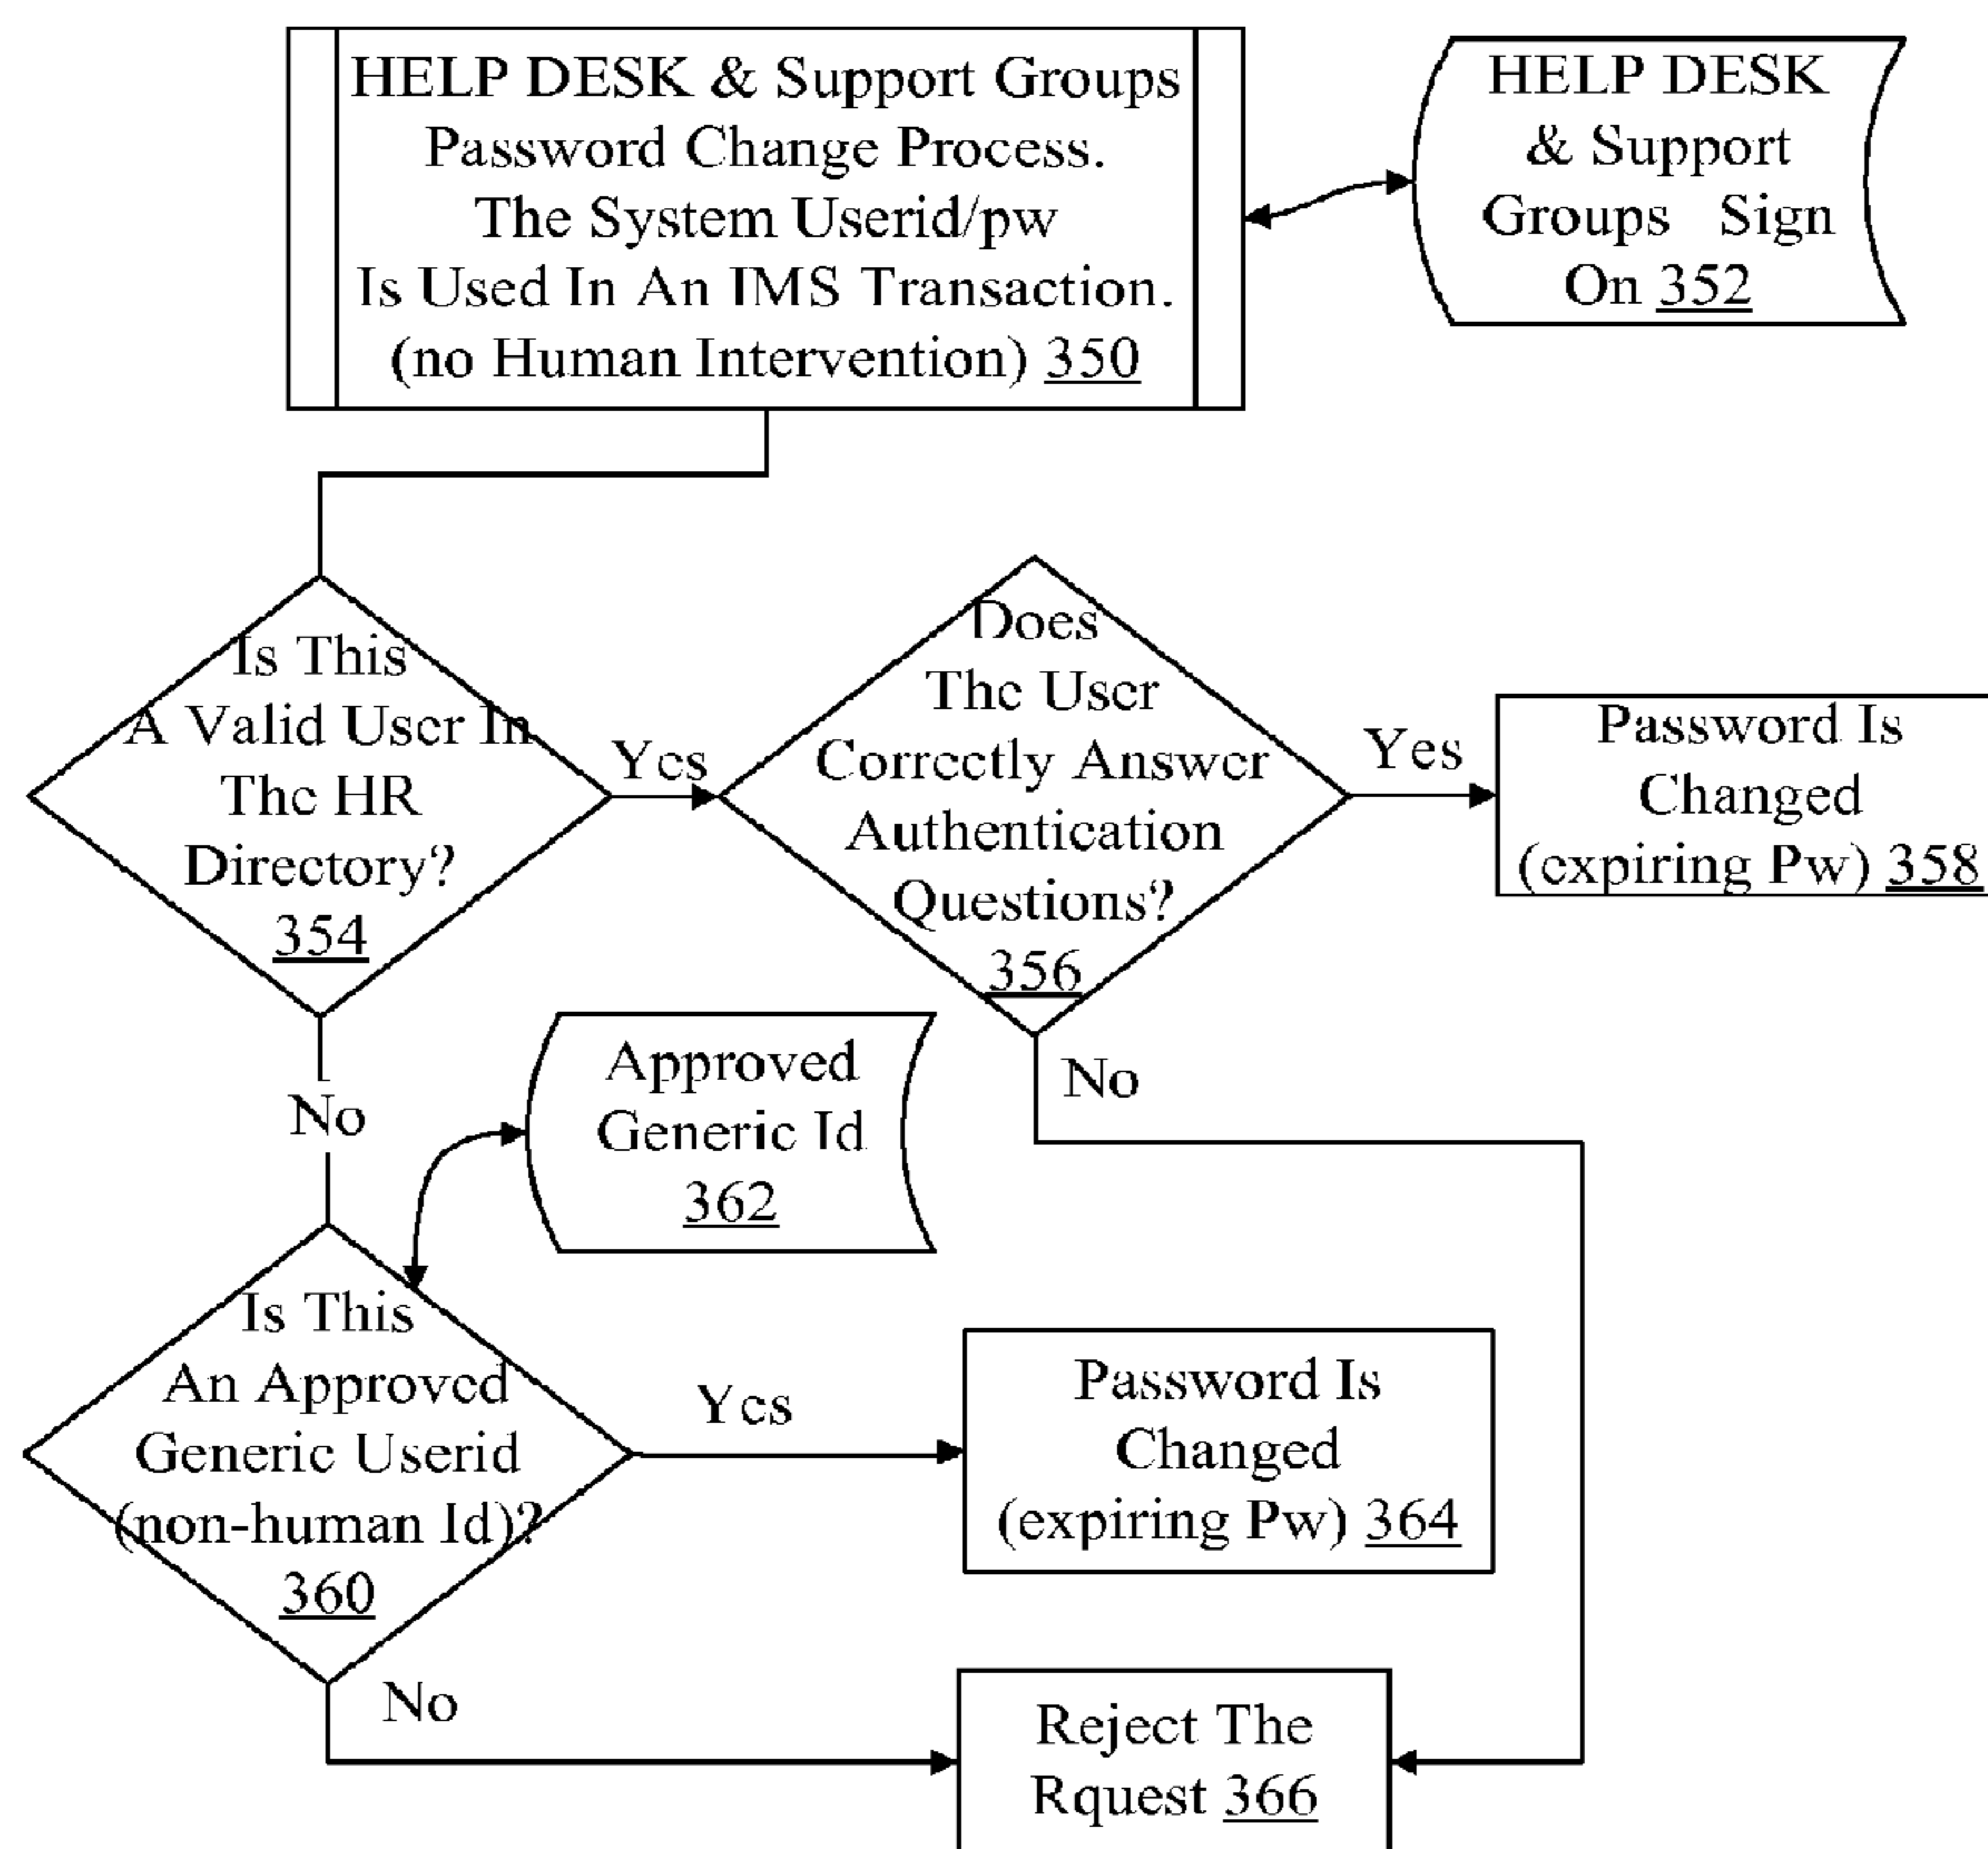 HELP DESK & Support Groups
Password Change Process.
The System Userid/pw
Is Used In An IMS Transaction.
(no Human Intervention) 350
HELP DESK
& Support
Groups Sign
On 352
Is This
A Valid User In
The HR
Directory?
354
Yes
Does
The User
Correctly Answer
Authentication
Questions?
356
Yes
Password Is
Changed
(expiring Pw) 358
No
No
Approved
Generic Id
362
Is This
An Approved
Generic Userid
(non-human Id)?
360
Yes
Password Is
Changed
(expiring Pw) 364
No
Reject The
Rquest 366